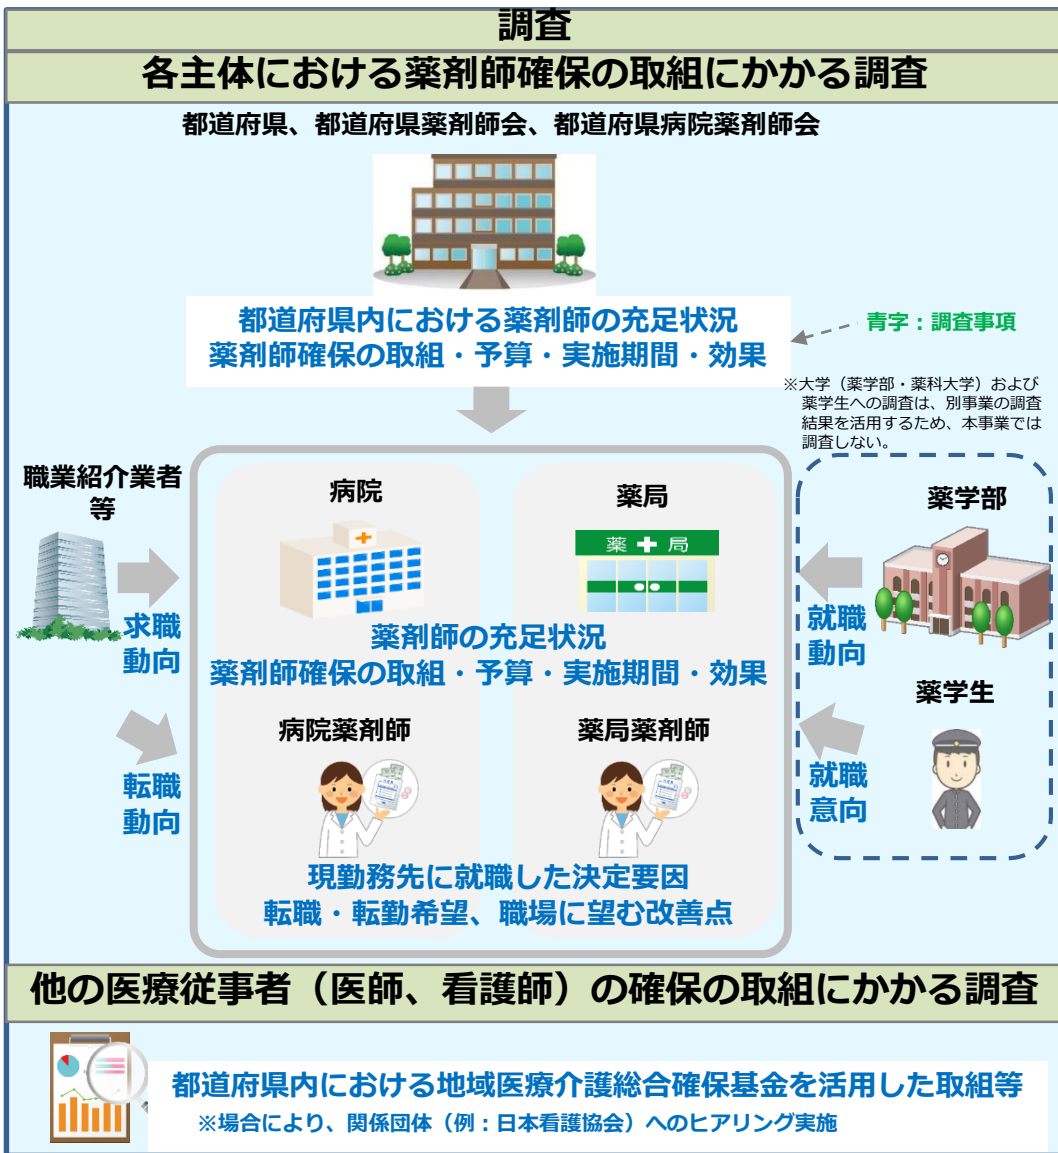 調査
各主体における薬剤師確保の取組にかかる調査
都道府県、都道府県薬剤師会、都道府県病院薬剤師会
都道府県内における薬剤師の充足状況
薬剤師確保の取組・予算・実施期間・効果
青字：調査事項
※大学（薬学部・薬科大学）および
薬学生への調査は、別事業の調査
結果を活用するため、本事業では
調査しない。
職業紹介業者
等
病院
薬局
薬学部
薬 局
求職
動向
就職
動向
薬剤師の充足状況
薬剤師確保の取組・予算・実施期間・効果
薬学生
病院薬剤師
薬局薬剤師
転職
動向
就職
意向
現勤務先に就職した決定要因
転職・転勤希望、職場に望む改善点
他の医療従事者（医師、看護師）の確保の取組にかかる調査
都道府県内における地域医療介護総合確保基金を活用した取組等
※場合により、関係団体（例：日本看護協会）へのヒアリング実施